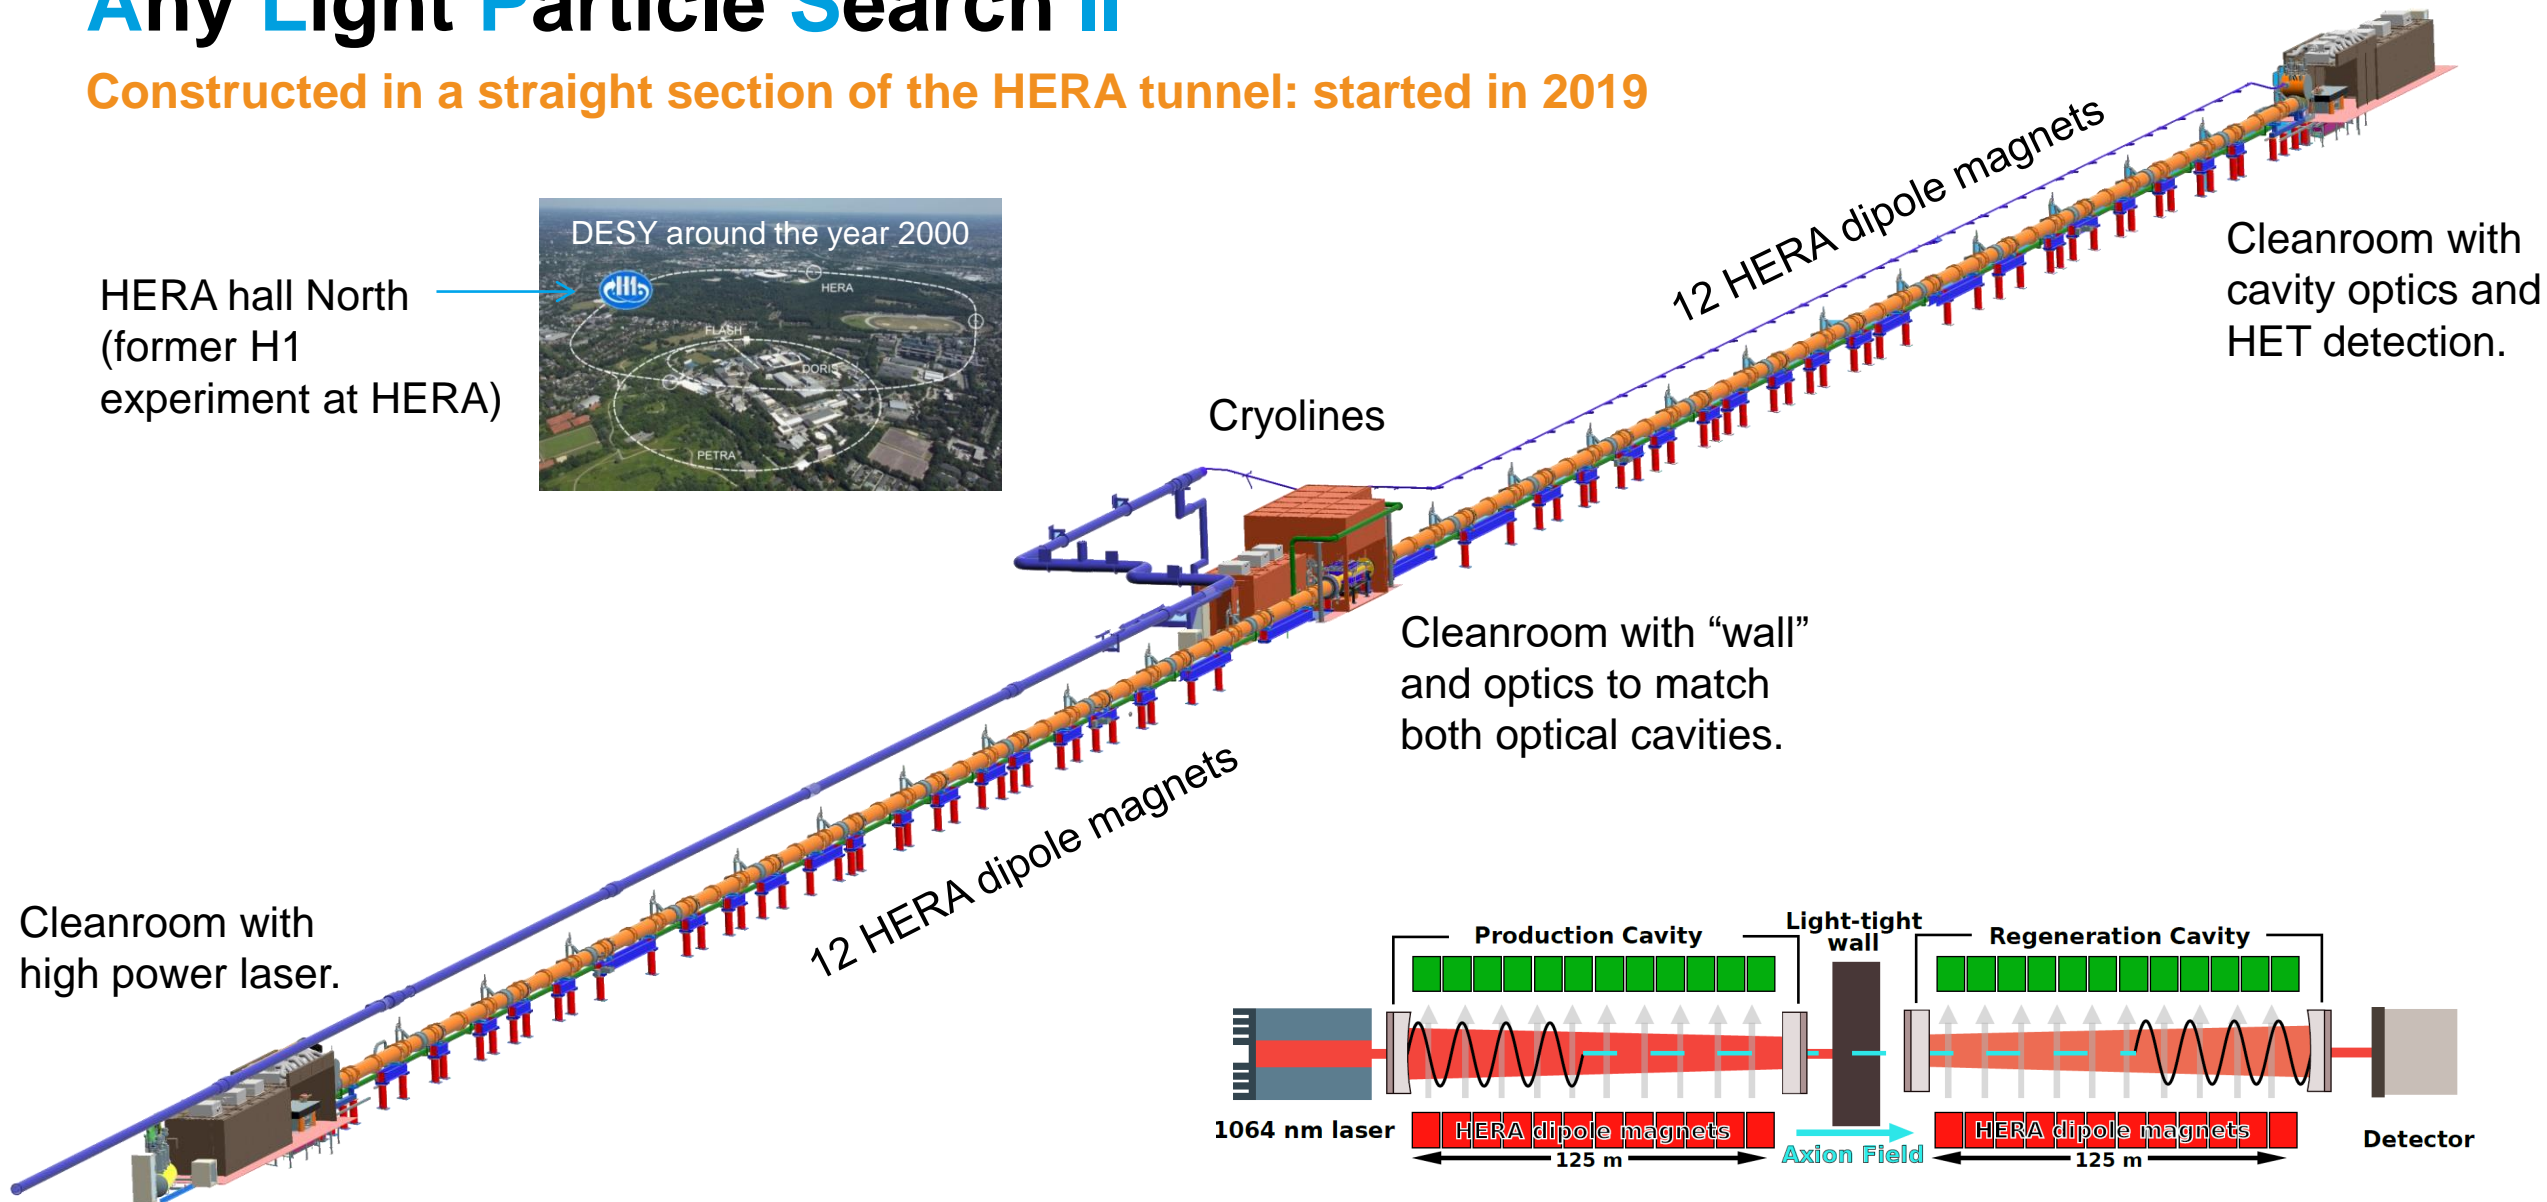 Any Light Particle Search II
Constructed in a straight section of the HERA tunnel: started in 2019
DESY around the year 2000
H1
HERA
FLASH
DORIS
PETRA
HERA hall North
(former H1
experiment at HERA)
12 HERA dipole magnets
Cleanroom with
cavity optics and
HET detection.
Cryolines
Cleanroom with “wall”
and optics to match
both optical cavities.
12 HERA dipole magnets
Cleanroom with
high power laser.
Production Cavity
Light-tight
wall
Regeneration Cavity
1064 nm laser
HERA dipole magnets
125 m
Axion Field
HERA dipole magnets
125 m
Detector